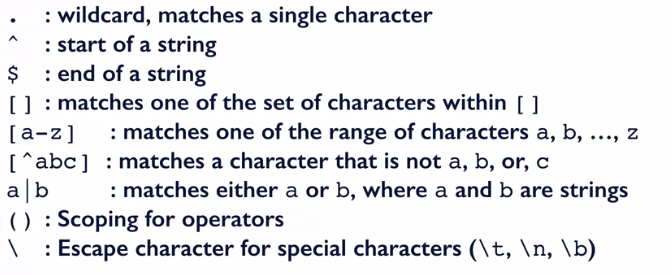 . : wildcard, matches a single character
^ : start of a string
$ : end of a string
[] : matches one of the set of characters within []
[a-z] : matches one of the range of characters a, b, ..., z
[^abc] : matches a character that is not a, b, or, c
a|b : matches either a or b, where a and b are strings
() : Scoping for operators
\ : Escape character for special characters (\t, \n, \b)